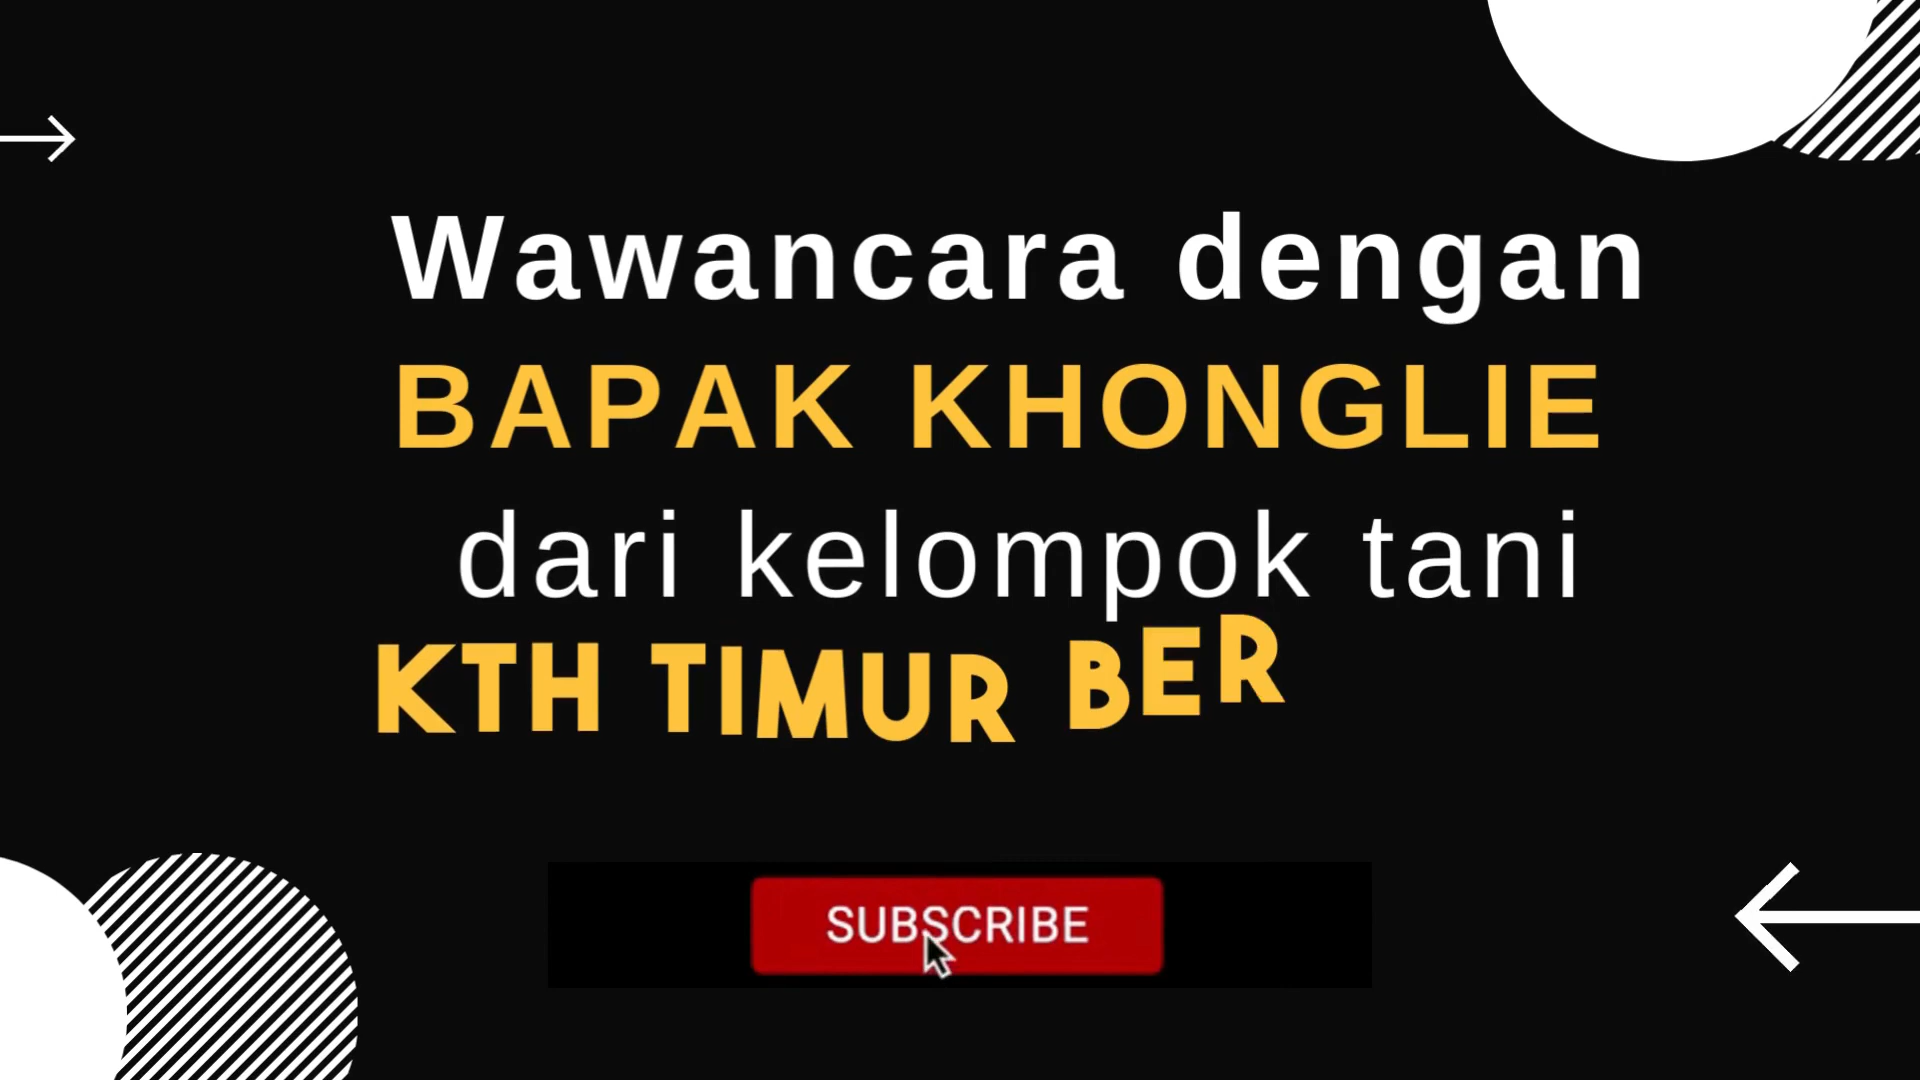 Wawancara dengan
BAPAK KHONGLIE
dari kelompok tani
KTH TIMUR BER
SUBSCRIBE